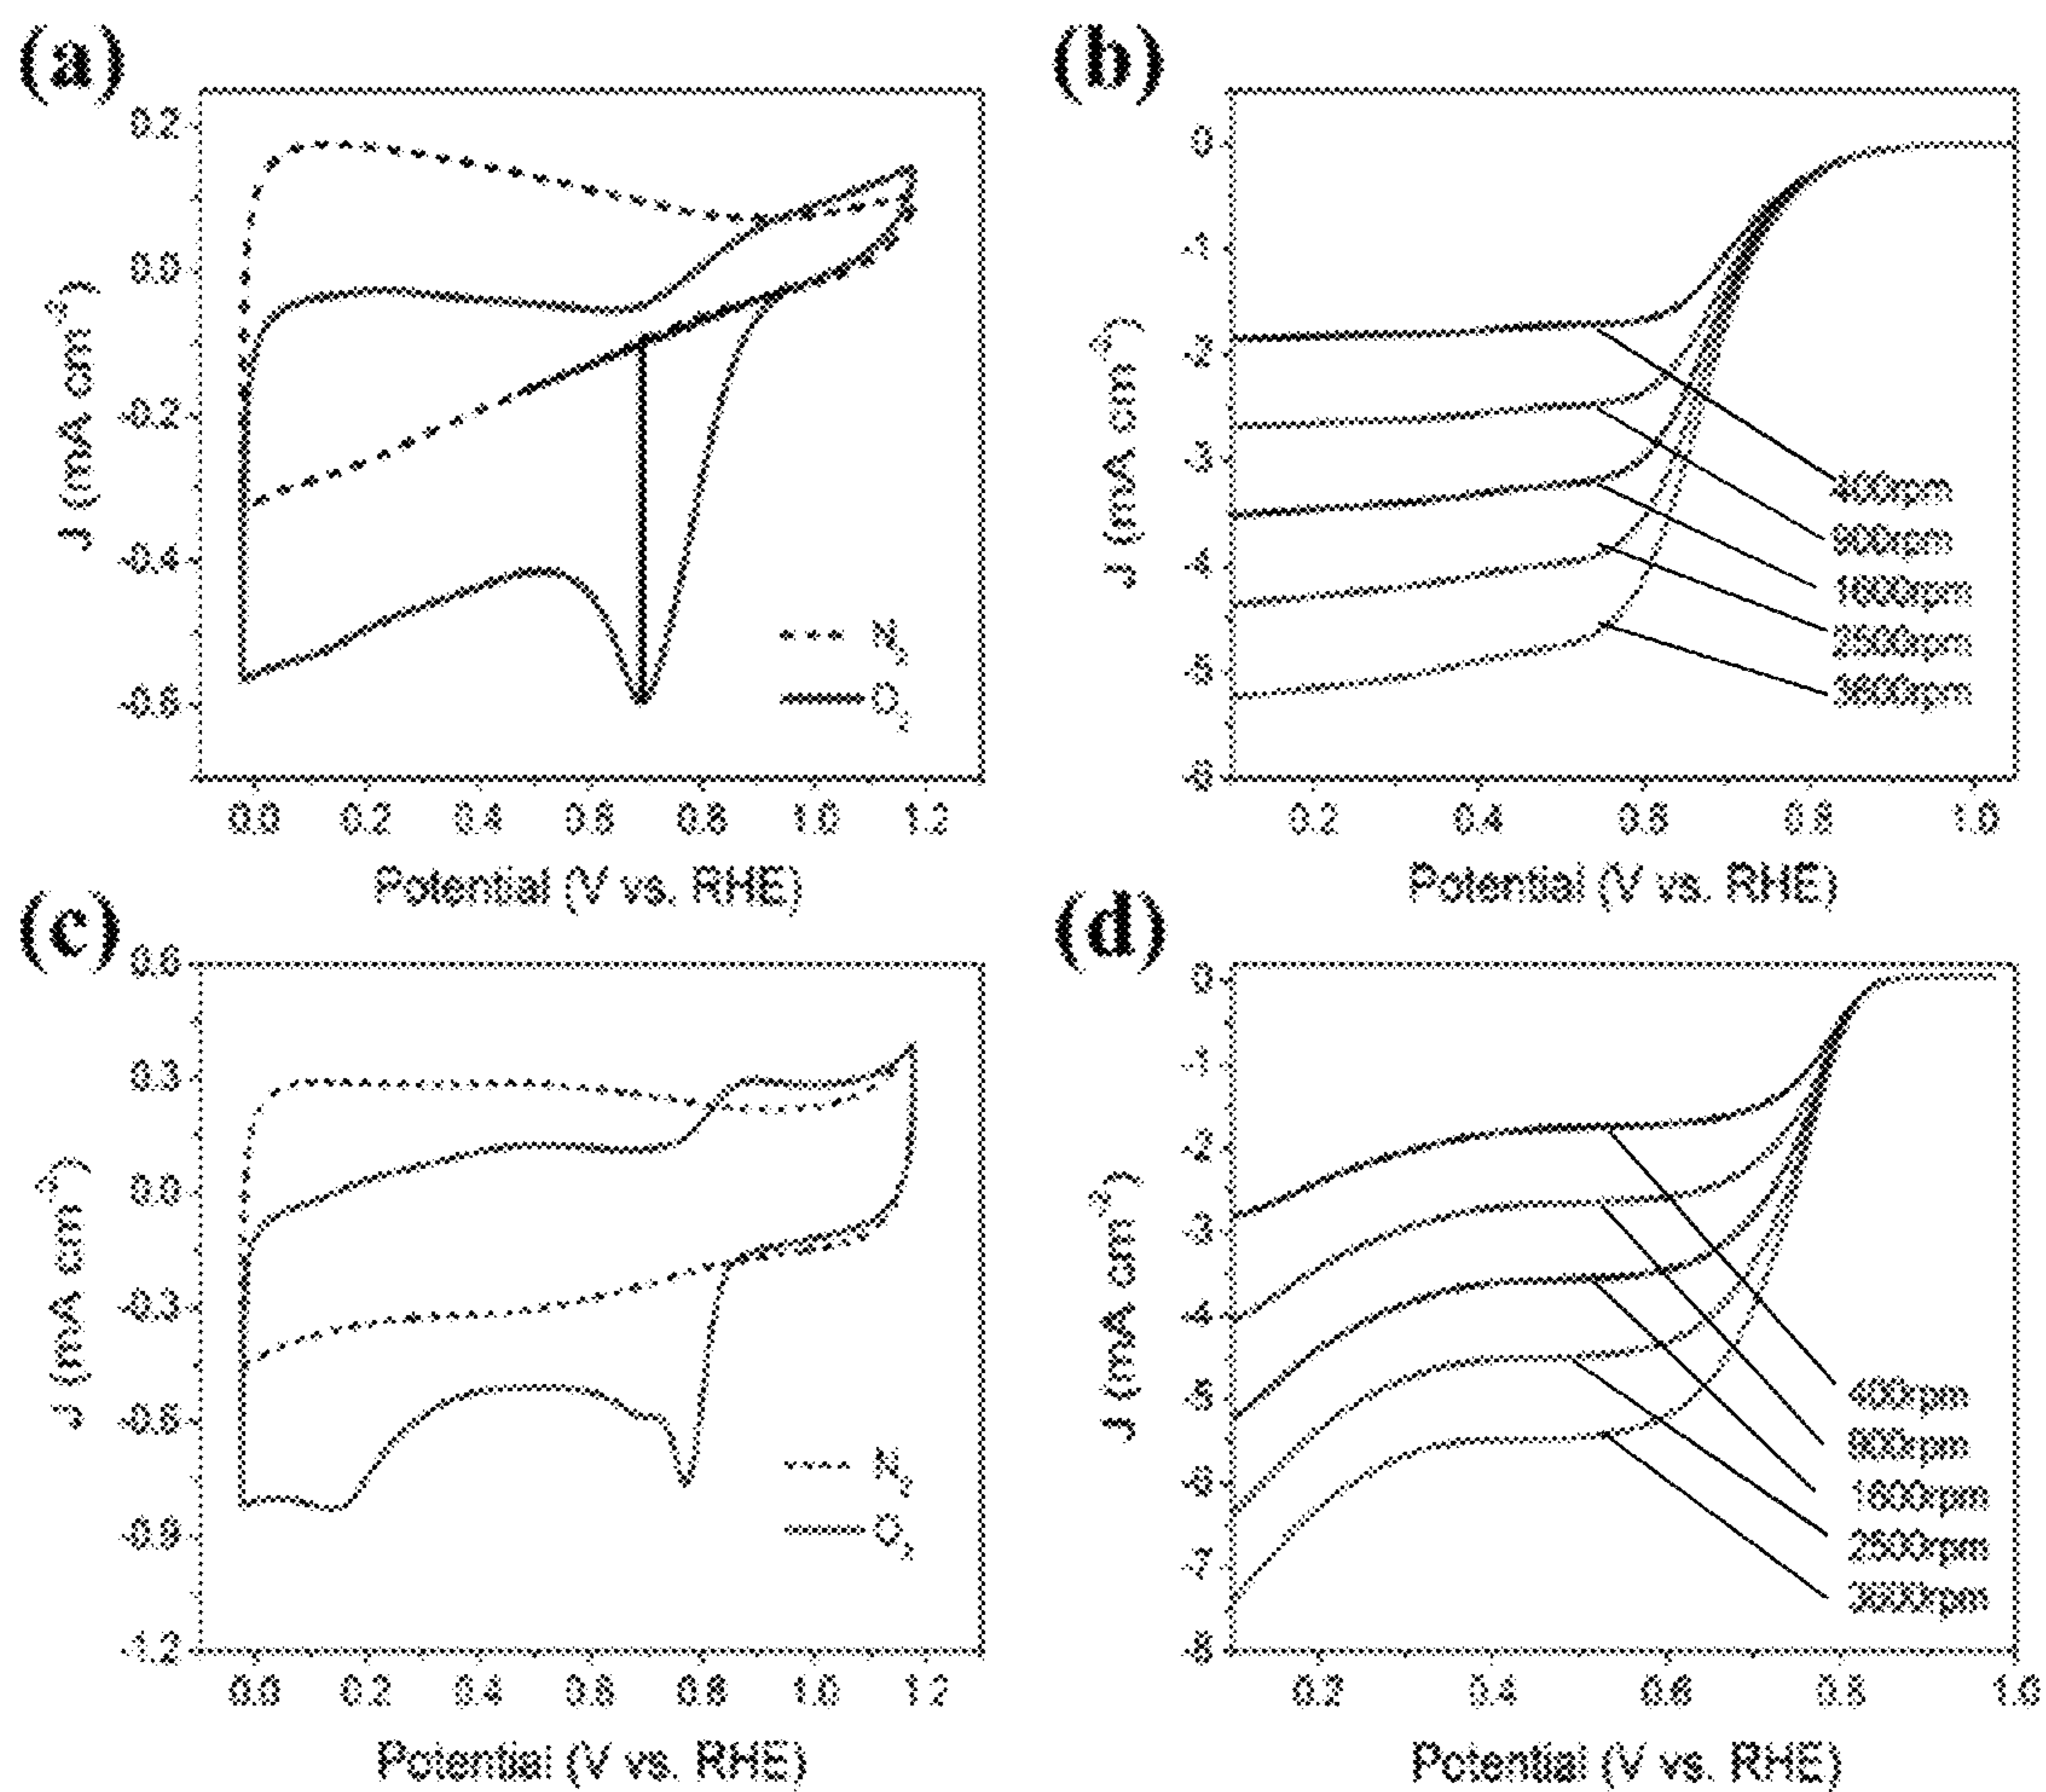 (a)
0.2
0.0
-0.2
-0.4
-0.6
J (mA cm⁻²)
N₂
O₂
0.0 0.2 0.4 0.6 0.8 1.0 1.2
Potential (V vs. RHE)
(b)
0
-1
-2
-3
-4
-5
-6
J (mA cm⁻²)
400rpm
900rpm
1600rpm
2500rpm
3600rpm
0.2 0.4 0.6 0.8 1.0
Potential (V vs. RHE)
(c)
0.6
0.3
0.0
-0.3
-0.6
-0.9
-1.2
J (mA cm⁻²)
N₂
O₂
0.0 0.2 0.4 0.6 0.8 1.0 1.2
Potential (V vs. RHE)
(d)
0
-1
-2
-3
-4
-5
-6
-7
-8
J (mA cm⁻²)
400rpm
900rpm
1600rpm
2500rpm
3600rpm
0.2 0.4 0.6 0.8 1.0
Potential (V vs. RHE)